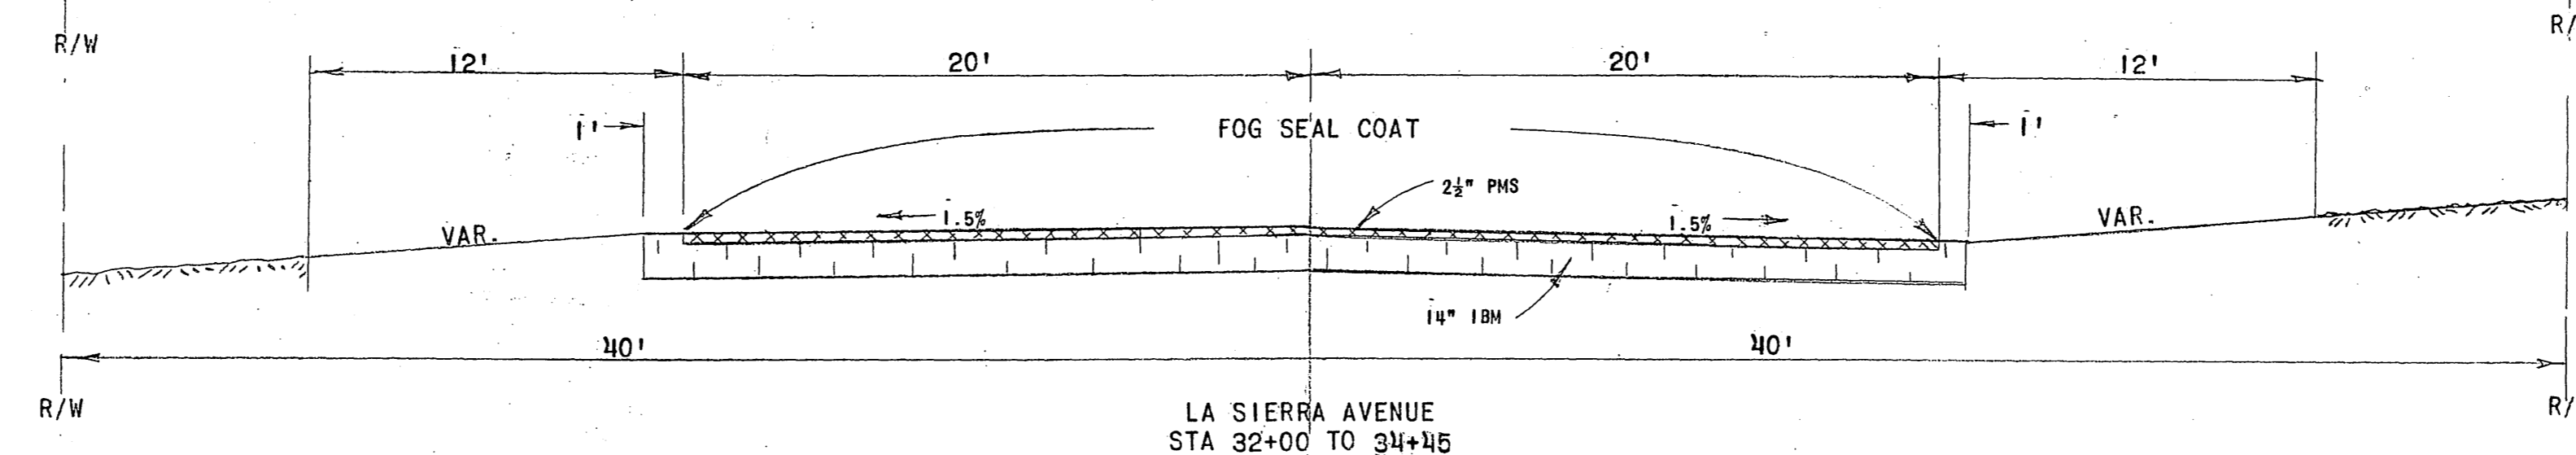 R/W
R/
12'
20'
20'
12'
1'
FOG SEAL COAT
1'
2½" PMS
1.5%
1.5%
VAR.
VAR.
14" IBM
40'
40'
R/W
R/
LA SIERRA AVENUE
STA 32+00 TO 34+45